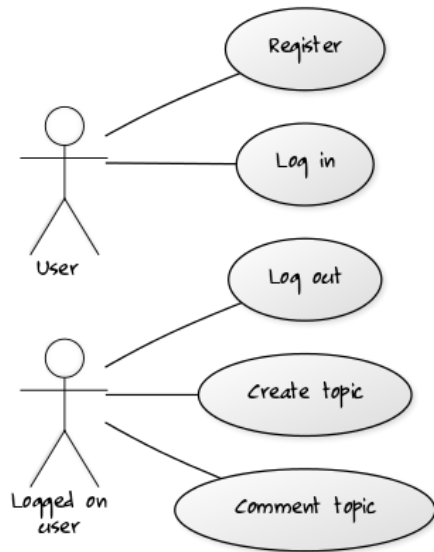 Register
Log in
User
Log out
Create topic
Logged on
user
Comment topic